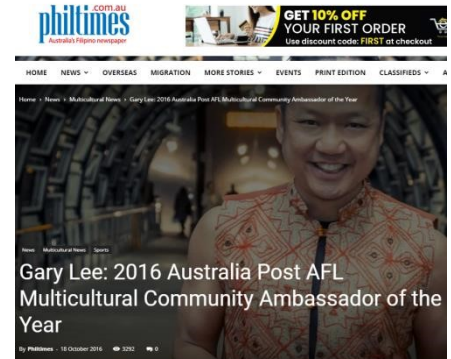 .com.au
philtimes
Australia's Filipino newspaper
GET 10% OFF
YOUR FIRST ORDER
Use discount code: FIRST at checkout
HOME NEWS OVERSEAS MIGRATION MORE STORIES EVENTS PRINT EDITION CLASSIFIEDS A
Home › News › Multicultural News › Gary Lee: 2016 Australia Post AFL Multicultural Community Ambassador of the Year
News Multicultural News Sports
Gary Lee: 2016 Australia Post AFL
Multicultural Community Ambassador of the
Year
By Philtimes - 18 October 2016 3292 0